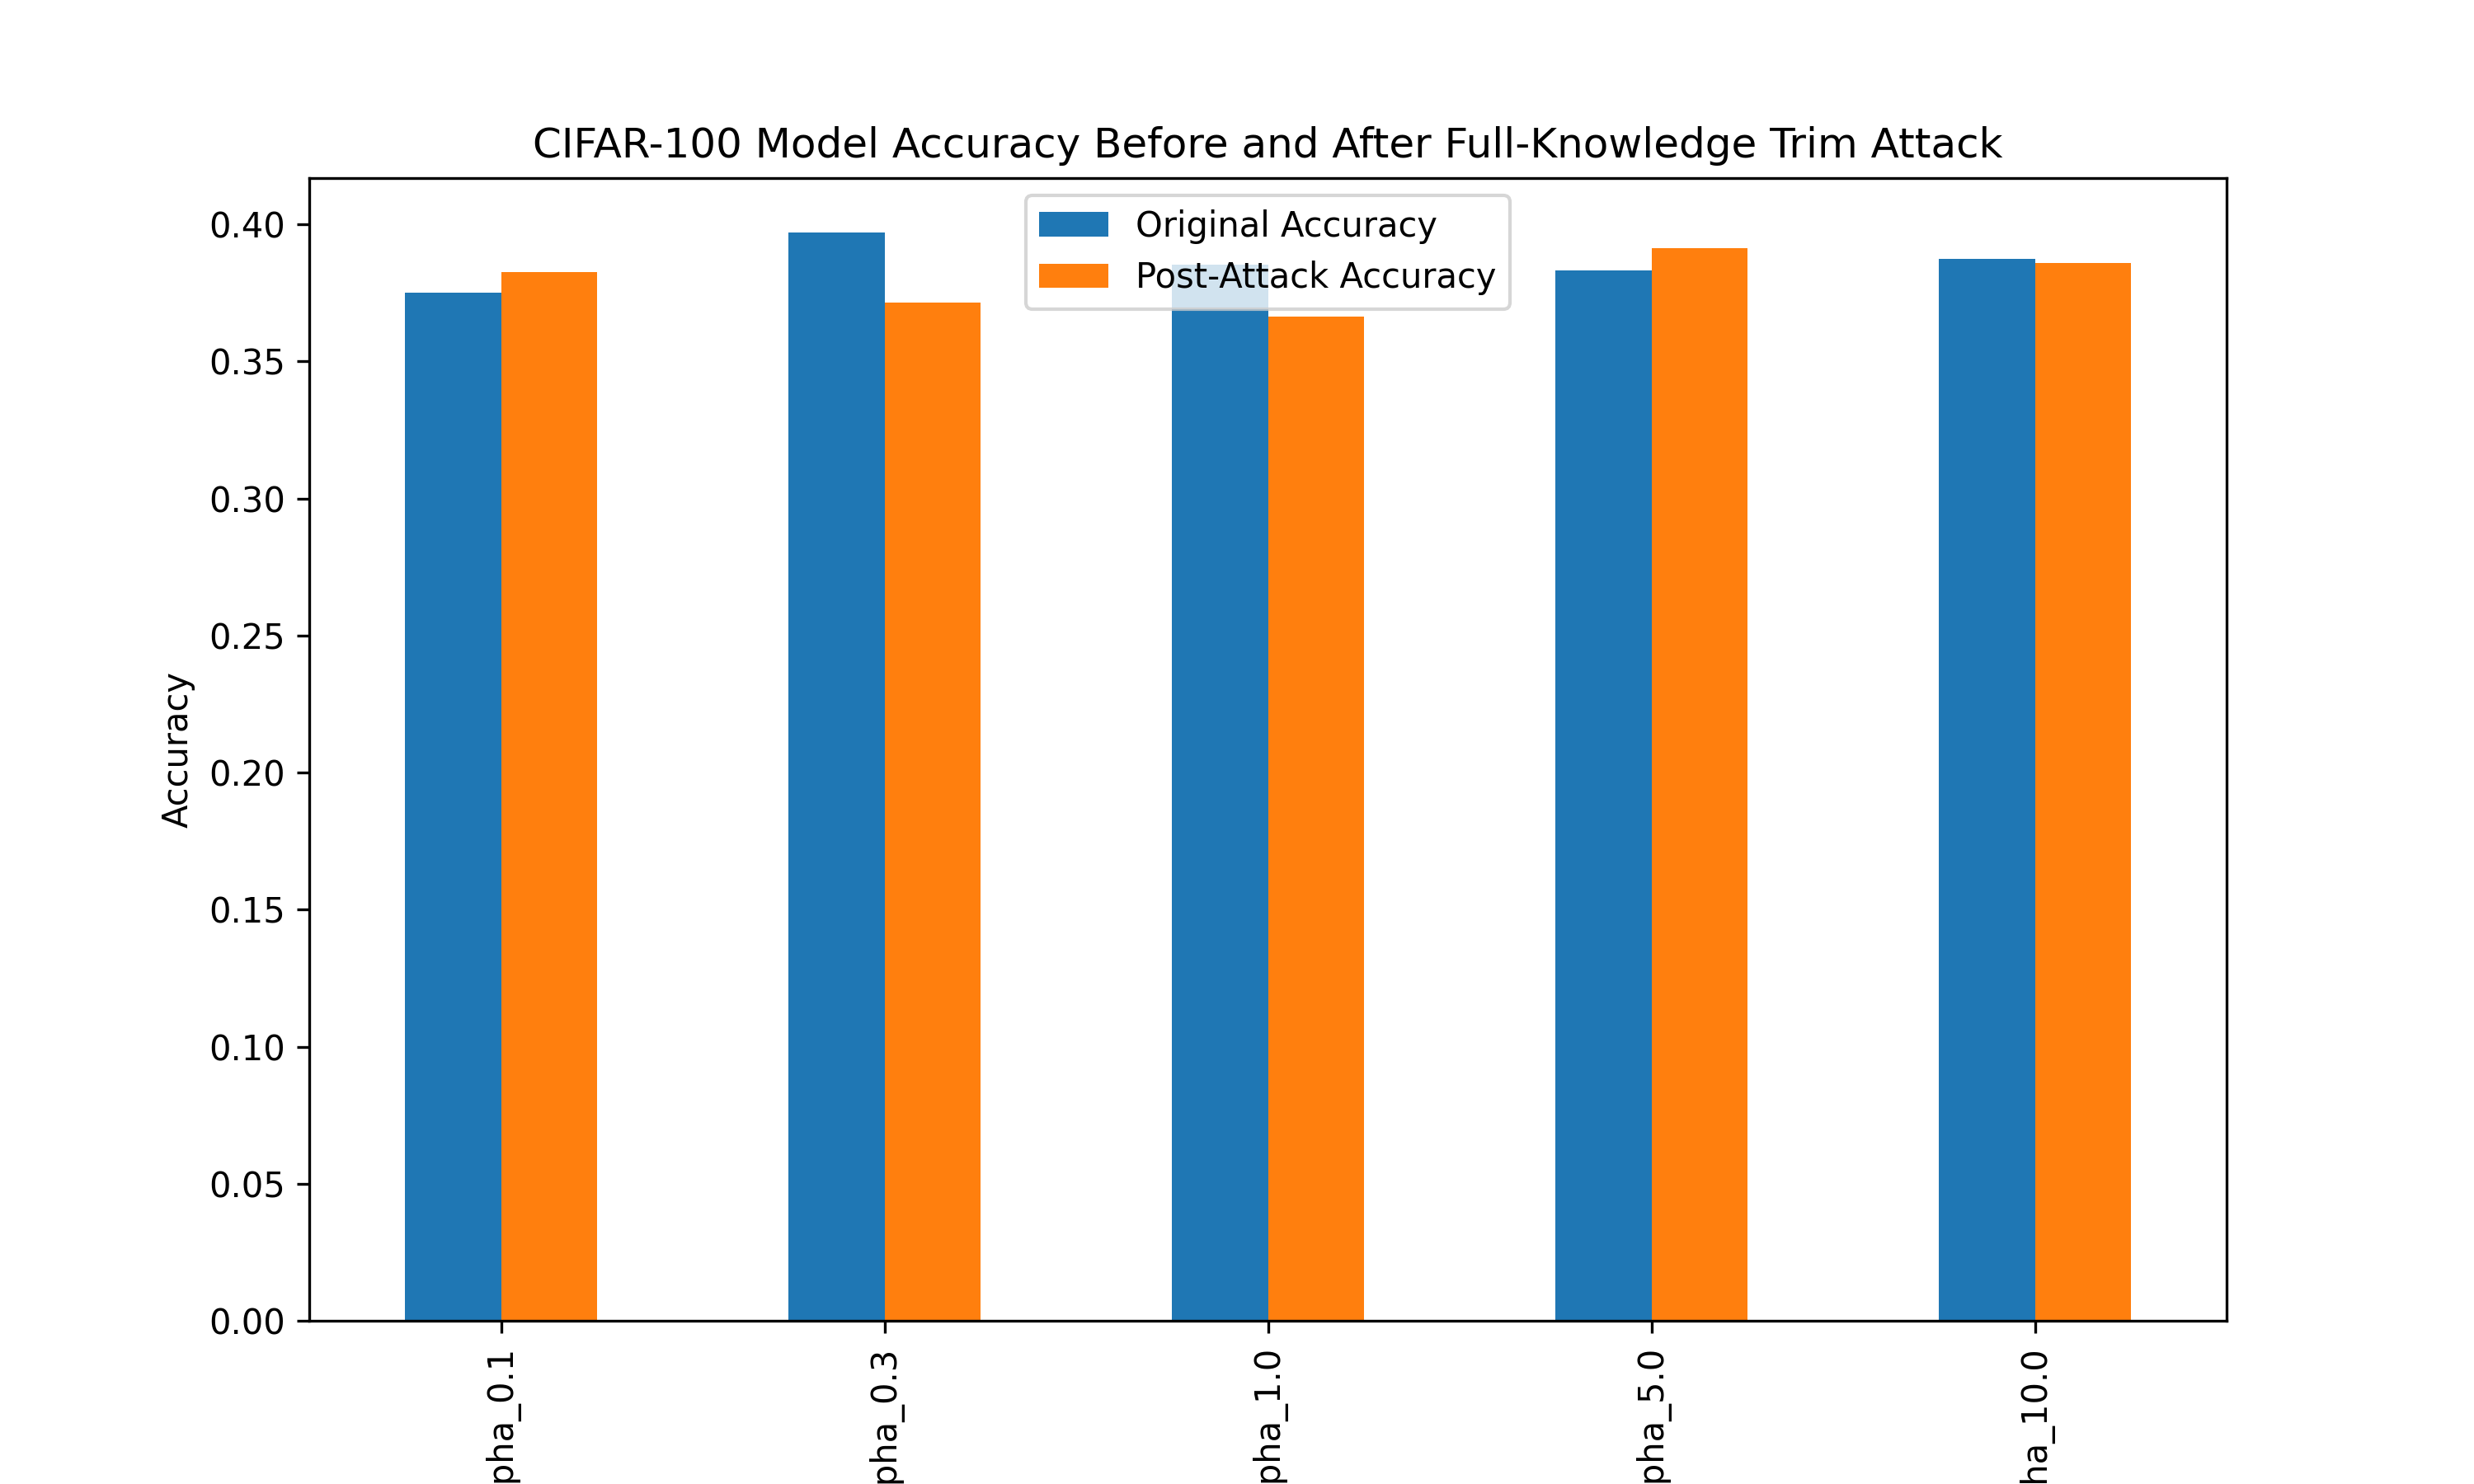 CIFAR-100 Model Accuracy Before and After Full-Knowledge Trim Attack
Original Accuracy
Post-Attack Accuracy
0.40
0.35
0.30
0.25
0.20
0.15
0.10
0.05
0.00
Accuracy
pha_0.1
pha_0.3
pha_1.0
pha_5.0
ha_10.0